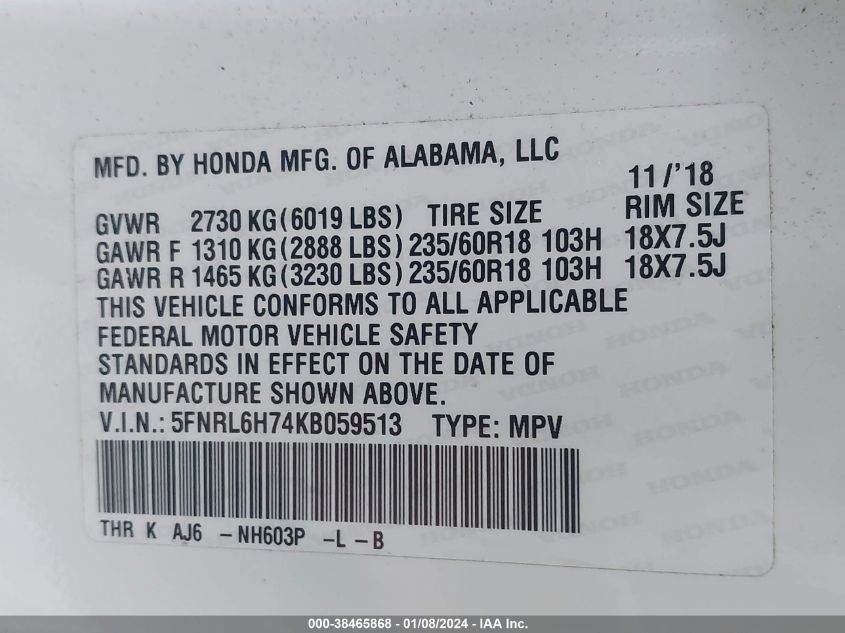 MFD. BY HONDA MFG. OF ALABAMA, LLC
11/'18
GVWR 2730 KG(6019 LBS) TIRE SIZE RIM SIZE
GAWR F 1310 KG(2888 LBS) 235/60R18 103H 18X7.5J
GAWR R 1465 KG(3230 LBS) 235/60R18 103H 18X7.5J
THIS VEHICLE CONFORMS TO ALL APPLICABLE
FEDERAL MOTOR VEHICLE SAFETY
STANDARDS IN EFFECT ON THE DATE OF
MANUFACTURE SHOWN ABOVE.
V.I.N.: 5FNRL6H74KB059513 TYPE: MPV
THR K AJ6 -NH603P -L -B
000-38465868 - 01/08/2024 - IAA Inc.